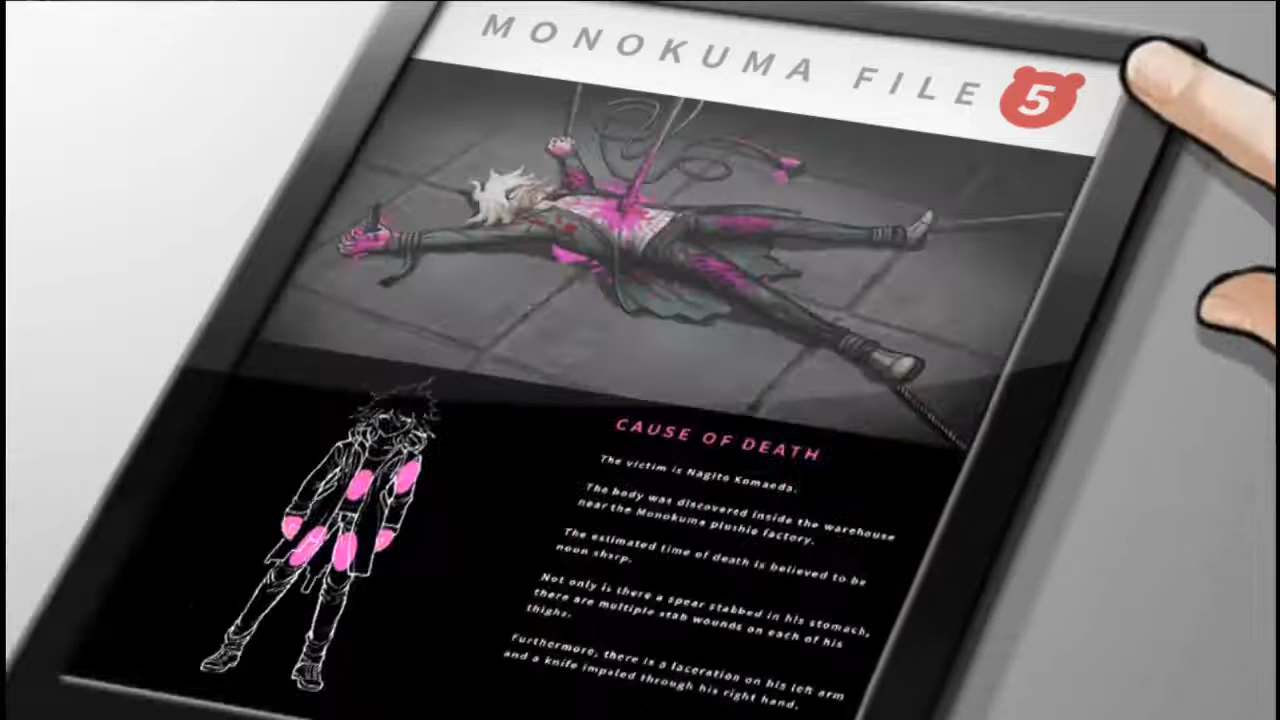 MONOKUMA FILE 5
CAUSE OF DEATH
The victim is Nagito Komaeda.
The body was discovered inside the warehouse
near the Monokuma plushie factory.
The estimated time of death is believed to be
noon sharp.
Not only is there a spear stabbed in his stomach,
there are multiple stab wounds on each of his
thighs.
Furthermore, there is a laceration on his left arm
and a knife impaled through his right hand.